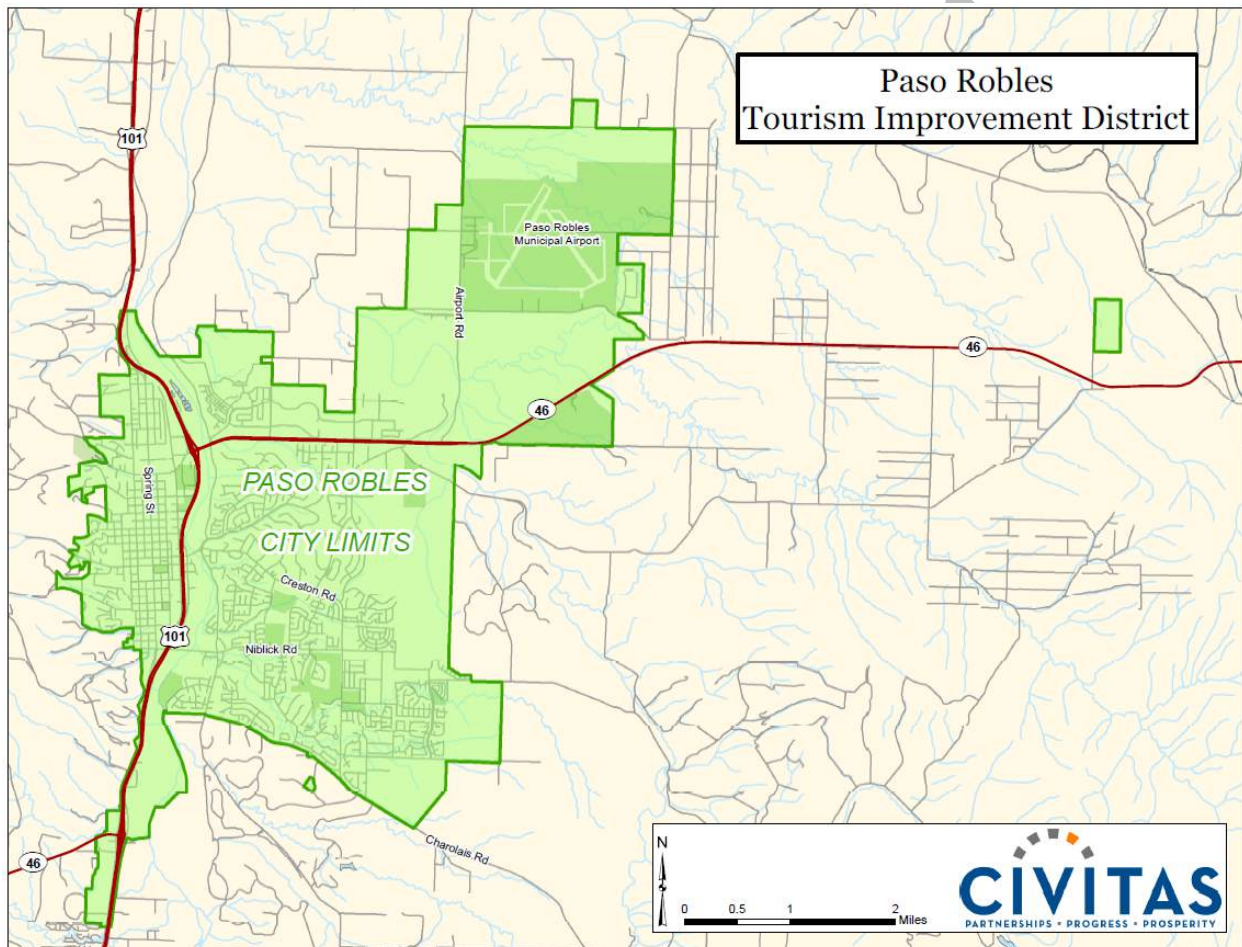 Paso Robles
Tourism Improvement District
101
Paso Robles
Municipal Airport
Airport Rd
46
46
Spring St
PASO ROBLES
CITY LIMITS
Creston Rd
101
Niblick Rd
Charolais Rd
46
N
0 0.5 1 2
Miles
CIVITAS
PARTNERSHIPS • PROGRESS • PROSPERITY